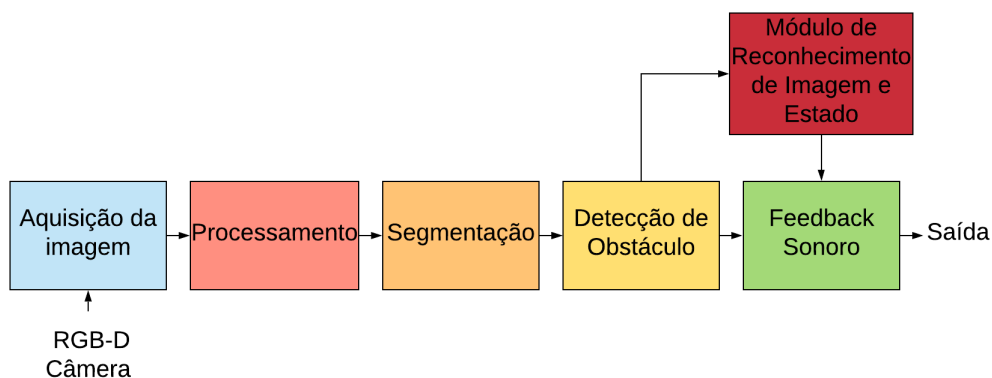 Módulo de
Reconhecimento
de Imagem e
Estado
Aquisição da
imagem
Processamento
Segmentação
Detecção de
Obstáculo
Feedback
Sonoro
Saída
RGB-D
Câmera